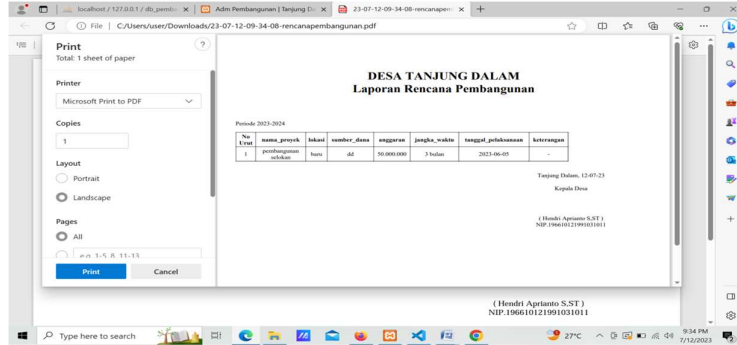 localhost / 127.0.0.1 / db_pemba
Adm Pembangunan | Tanjung Da
23-07-12-09-34-08-rencanapem
File | C:/Users/user/Downloads/23-07-12-09-34-08-rencanapembangunan.pdf
Print
Total: 1 sheet of paper
?
Printer
Microsoft Print to PDF
Copies
1
Layout
Portrait
Landscape
Pages
All
e.g. 1-5, 8, 11-13
Print Cancel
DESA TANJUNG DALAM
Laporan Rencana Pembangunan
Periode 2023-2024
No Urut nama_proyek lokasi sumber_dana anggaran jangka_waktu tanggal_pelaksanaan keterangan
1 pembangunan selokan baru dd 50.000.000 3 bulan 2023-06-05 -
Tanjung Dalam, 12-07-23
Kepala Desa
( Hendri Aprianto S,ST )
NIP.196610121991031011
( Hendri Aprianto S,ST )
NIP.196610121991031011
Type here to search
27°C
9:34 PM
7/12/2023